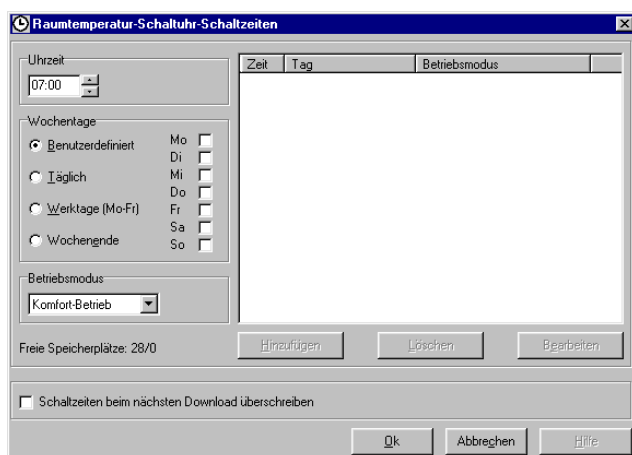 Raumtemperatur-Schaltuhr-Schaltzeiten
Uhrzeit
07:00
Wochentage
Benutzerdefiniert
Täglich
Werktage (Mo-Fr)
Wochenende
Mo
Di
Mi
Do
Fr
Sa
So
Betriebsmodus
Komfort-Betrieb
Freie Speicherplätze: 28/0
Zeit Tag Betriebsmodus
Hinzufügen Löschen Bearbeiten
Schaltzeiten beim nächsten Download überschreiben
Ok Abbrechen Hilfe